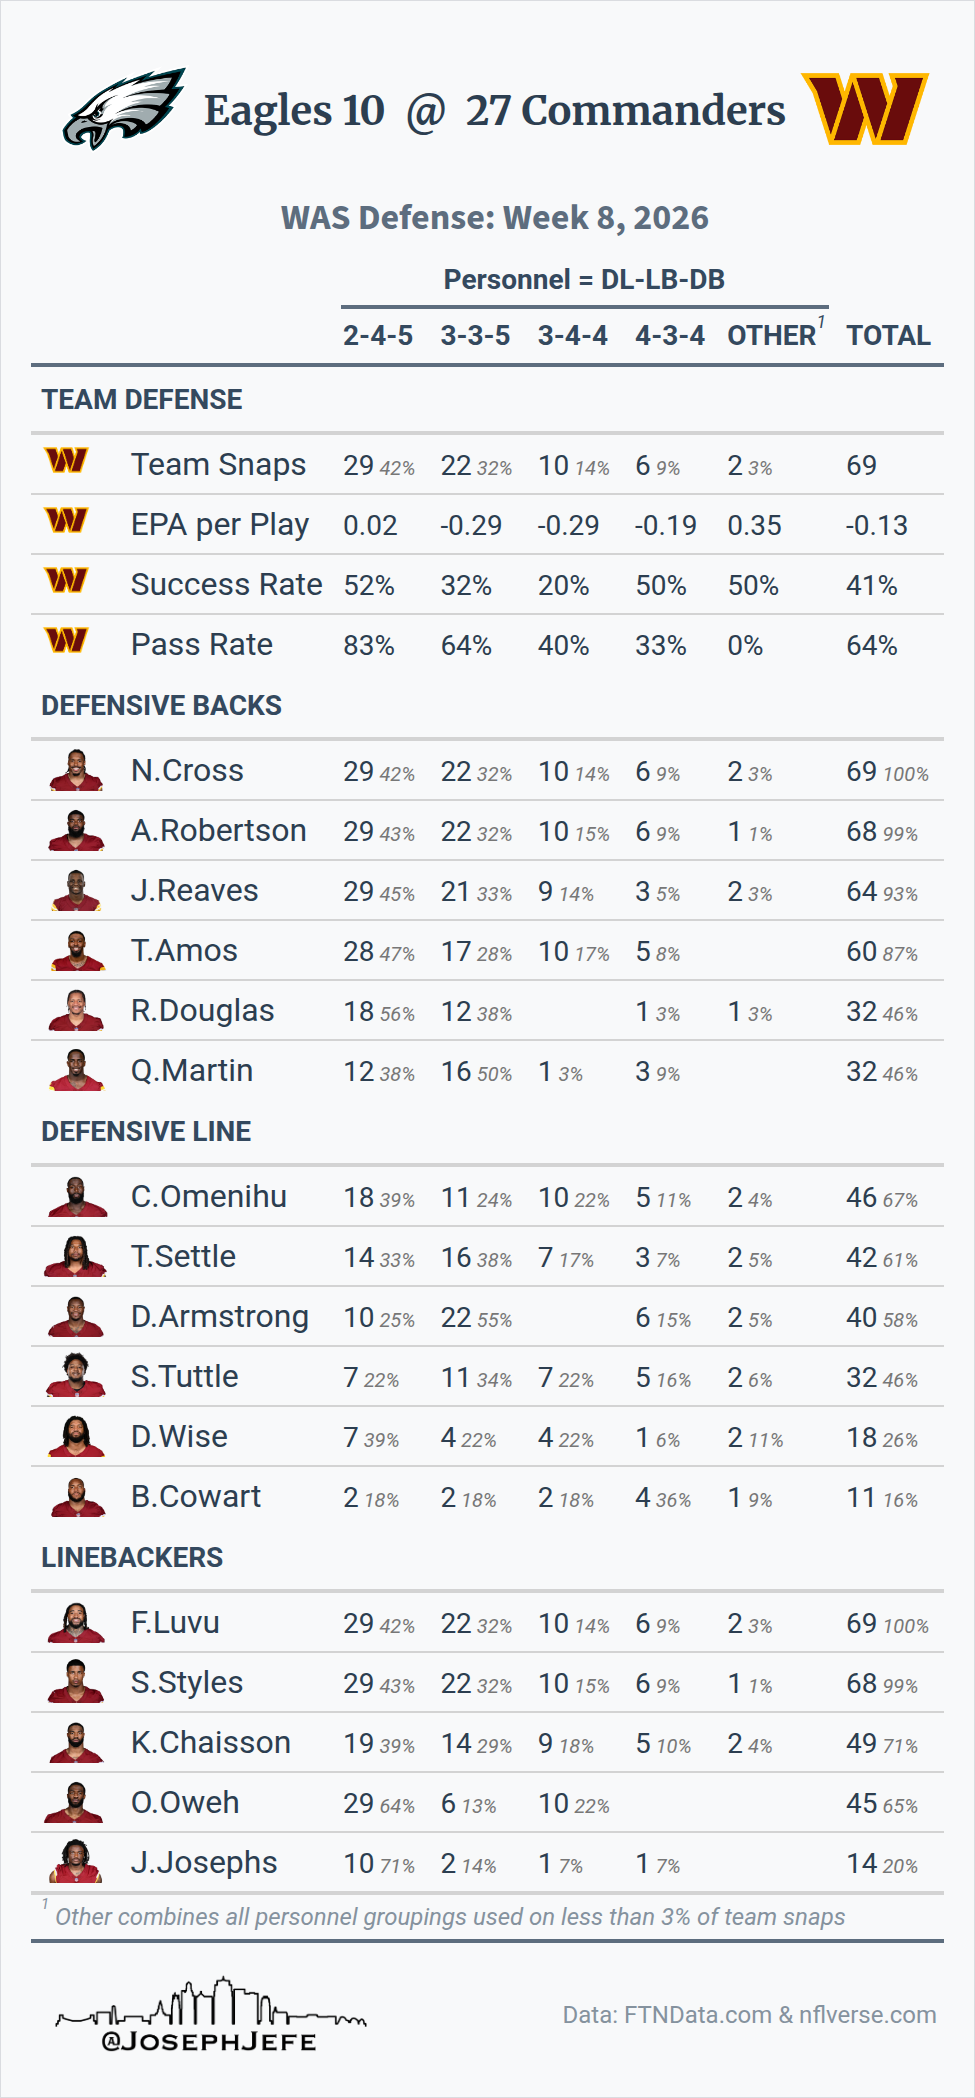 Eagles 10 @ 27 Commanders
WAS Defense: Week 8, 2026
Personnel = DL-LB-DB
2-4-5 3-3-5 3-4-4 4-3-4 OTHER1 TOTAL
TEAM DEFENSE
Team Snaps 29 42% 22 32% 10 14% 6 9% 2 3% 69
EPA per Play 0.02 -0.29 -0.29 -0.19 0.35 -0.13
Success Rate 52% 32% 20% 50% 50% 41%
Pass Rate 83% 64% 40% 33% 0% 64%
DEFENSIVE BACKS
N.Cross 29 42% 22 32% 10 14% 6 9% 2 3% 69 100%
A.Robertson 29 43% 22 32% 10 15% 6 9% 1 1% 68 99%
J.Reaves 29 45% 21 33% 9 14% 3 5% 2 3% 64 93%
T.Amos 28 47% 17 28% 10 17% 5 8% 60 87%
R.Douglas 18 56% 12 38% 1 3% 1 3% 32 46%
Q.Martin 12 38% 16 50% 1 3% 3 9% 32 46%
DEFENSIVE LINE
C.Omenihu 18 39% 11 24% 10 22% 5 11% 2 4% 46 67%
T.Settle 14 33% 16 38% 7 17% 3 7% 2 5% 42 61%
D.Armstrong 10 25% 22 55% 6 15% 2 5% 40 58%
S.Tuttle 7 22% 11 34% 7 22% 5 16% 2 6% 32 46%
D.Wise 7 39% 4 22% 4 22% 1 6% 2 11% 18 26%
B.Cowart 2 18% 2 18% 2 18% 4 36% 1 9% 11 16%
LINEBACKERS
F.Luvu 29 42% 22 32% 10 14% 6 9% 2 3% 69 100%
S.Styles 29 43% 22 32% 10 15% 6 9% 1 1% 68 99%
K.Chaisson 19 39% 14 29% 9 18% 5 10% 2 4% 49 71%
O.Oweh 29 64% 6 13% 10 22% 45 65%
J.Josephs 10 71% 2 14% 1 7% 1 7% 14 20%
1 Other combines all personnel groupings used on less than 3% of team snaps
@JOSEPHJEFE
Data: FTNData.com & nflverse.com